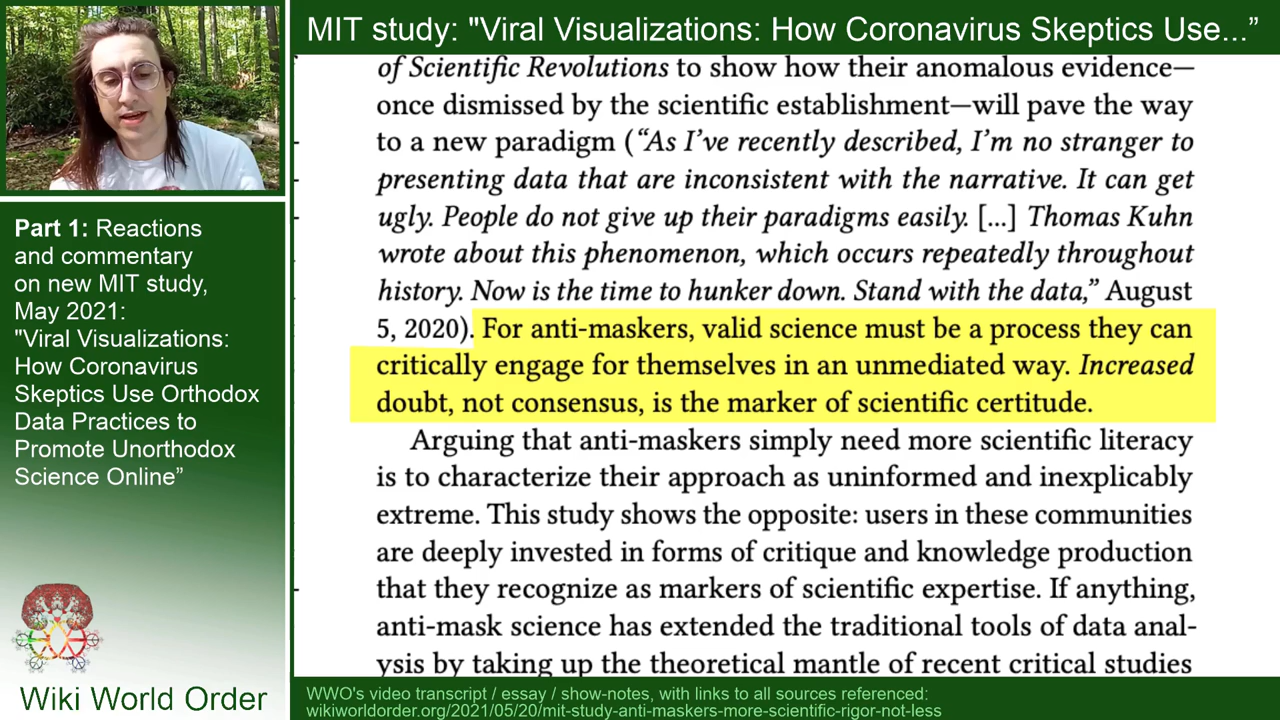 MIT study: "Viral Visualizations: How Coronavirus Skeptics Use...”
of Scientific Revolutions to show how their anomalous evidence—
once dismissed by the scientific establishment—will pave the way
to a new paradigm (“As I’ve recently described, I’m no stranger to
presenting data that are inconsistent with the narrative. It can get
ugly. People do not give up their paradigms easily. [...] Thomas Kuhn
wrote about this phenomenon, which occurs repeatedly throughout
history. Now is the time to hunker down. Stand with the data,” August
5, 2020). For anti-maskers, valid science must be a process they can
critically engage for themselves in an unmediated way. Increased
doubt, not consensus, is the marker of scientific certitude.
Arguing that anti-maskers simply need more scientific literacy
is to characterize their approach as uninformed and inexplicably
extreme. This study shows the opposite: users in these communities
are deeply invested in forms of critique and knowledge production
that they recognize as markers of scientific expertise. If anything,
anti-mask science has extended the traditional tools of data anal-
ysis by taking up the theoretical mantle of recent critical studies
Part 1: Reactions
and commentary
on new MIT study,
May 2021:
"Viral Visualizations:
How Coronavirus
Skeptics Use Orthodox
Data Practices to
Promote Unorthodox
Science Online”
Wiki World Order
WWO's video transcript / essay / show-notes, with links to all sources referenced:
wikiworldorder.org/2021/05/20/mit-study-anti-maskers-more-scientific-rigor-not-less